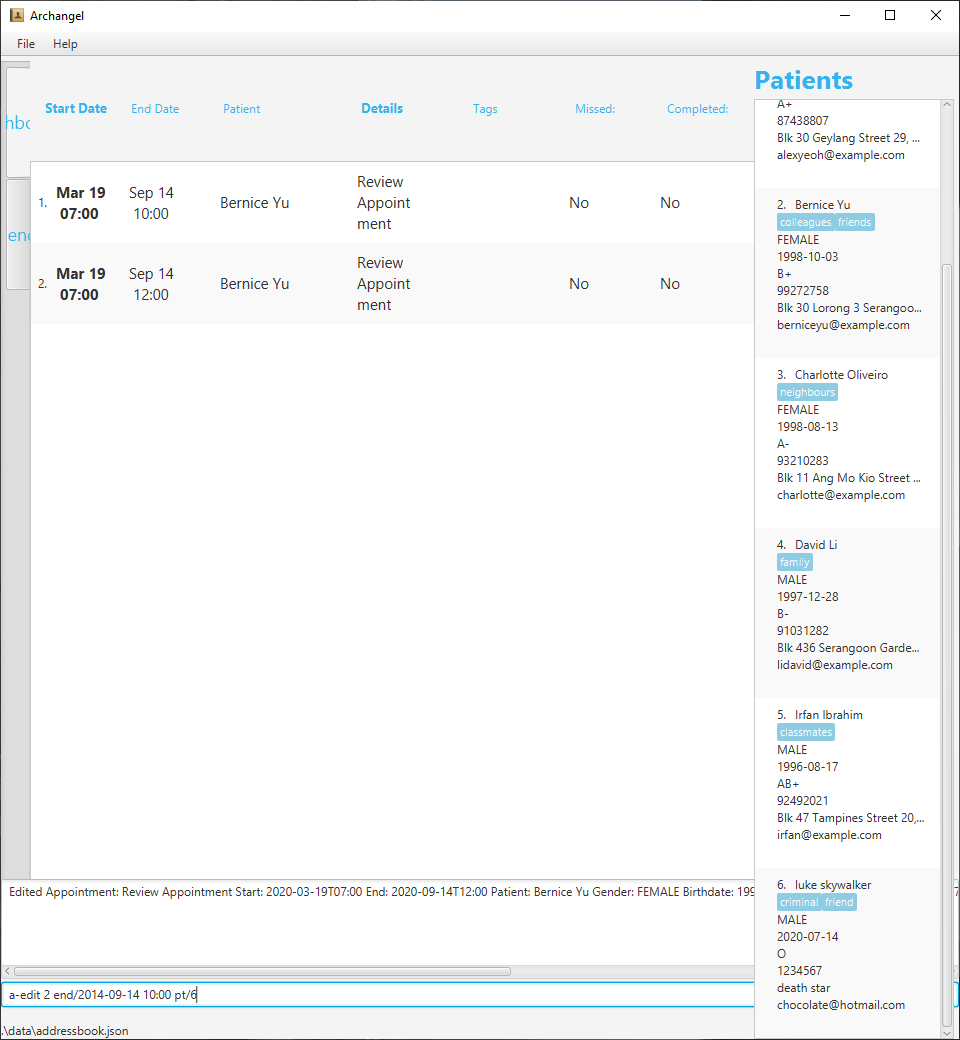 Archangel
File Help
hbo
end
Start Date End Date Patient Details Tags Missed: Completed:
1. Mar 19 07:00 Sep 14 10:00 Bernice Yu Review Appoint ment No No
2. Mar 19 07:00 Sep 14 12:00 Bernice Yu Review Appoint ment No No
Patients
A+
87438807
Blk 30 Geylang Street 29, ...
alexyeoh@example.com
2. Bernice Yu
colleagues friends
FEMALE
1998-10-03
B+
99272758
Blk 30 Lorong 3 Serangoo...
berniceyu@example.com
3. Charlotte Oliveiro
neighbours
FEMALE
1998-08-13
A-
93210283
Blk 11 Ang Mo Kio Street ...
charlotte@example.com
4. David Li
family
MALE
1997-12-28
B-
91031282
Blk 436 Serangoon Garde...
lidavid@example.com
5. Irfan Ibrahim
classmates
MALE
1996-08-17
AB+
92492021
Blk 47 Tampines Street 20,...
irfan@example.com
6. luke skywalker
criminal friend
MALE
2020-07-14
O
1234567
death star
chocolate@hotmail.com
Edited Appointment: Review Appointment Start: 2020-03-19T07:00 End: 2020-09-14T12:00 Patient: Bernice Yu Gender: FEMALE Birthdate: 199
a-edit 2 end/2014-09-14 10:00 pt/6
.\data\addressbook.json